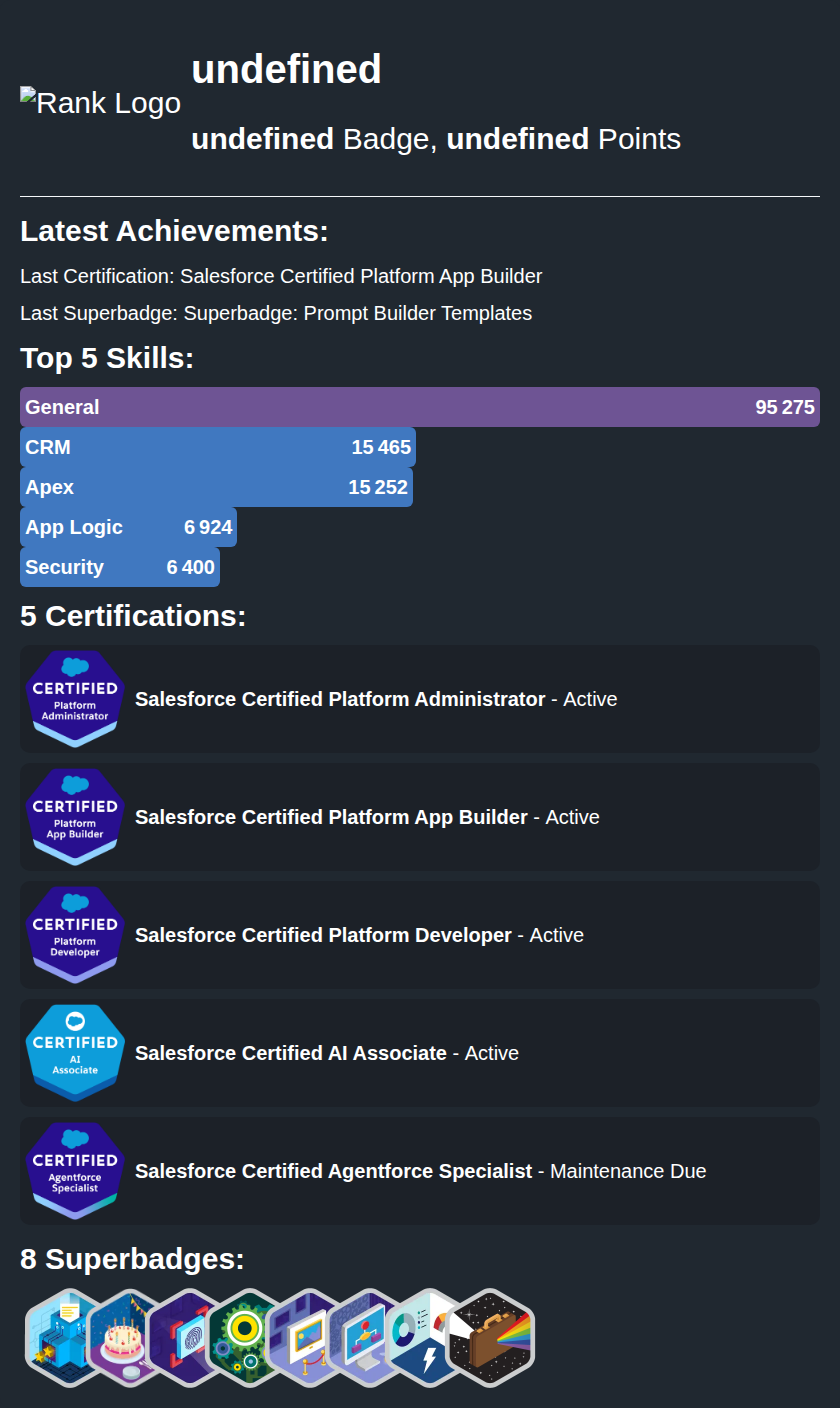 undefined
Rank Logo
undefined Badge, undefined Points
Latest Achievements:
Last Certification: Salesforce Certified Platform App Builder
Last Superbadge: Superbadge: Prompt Builder Templates
Top 5 Skills:
General 95 275
CRM 15 465
Apex 15 252
App Logic 6 924
Security 6 400
5 Certifications:
CERTIFIED
Platform
Administrator
Salesforce Certified Platform Administrator - Active
CERTIFIED
Platform
App Builder
Salesforce Certified Platform App Builder - Active
CERTIFIED
Platform
Developer
Salesforce Certified Platform Developer - Active
CERTIFIED
AI
Associate
Salesforce Certified AI Associate - Active
CERTIFIED
Agentforce
Specialist
Salesforce Certified Agentforce Specialist - Maintenance Due
8 Superbadges: